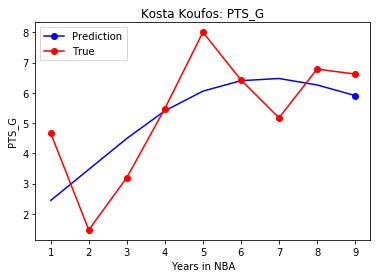 Kosta Koufos: PTS_G
Prediction
True
8
7
6
5
4
3
2
PTS_G
1 2 3 4 5 6 7 8 9
Years in NBA